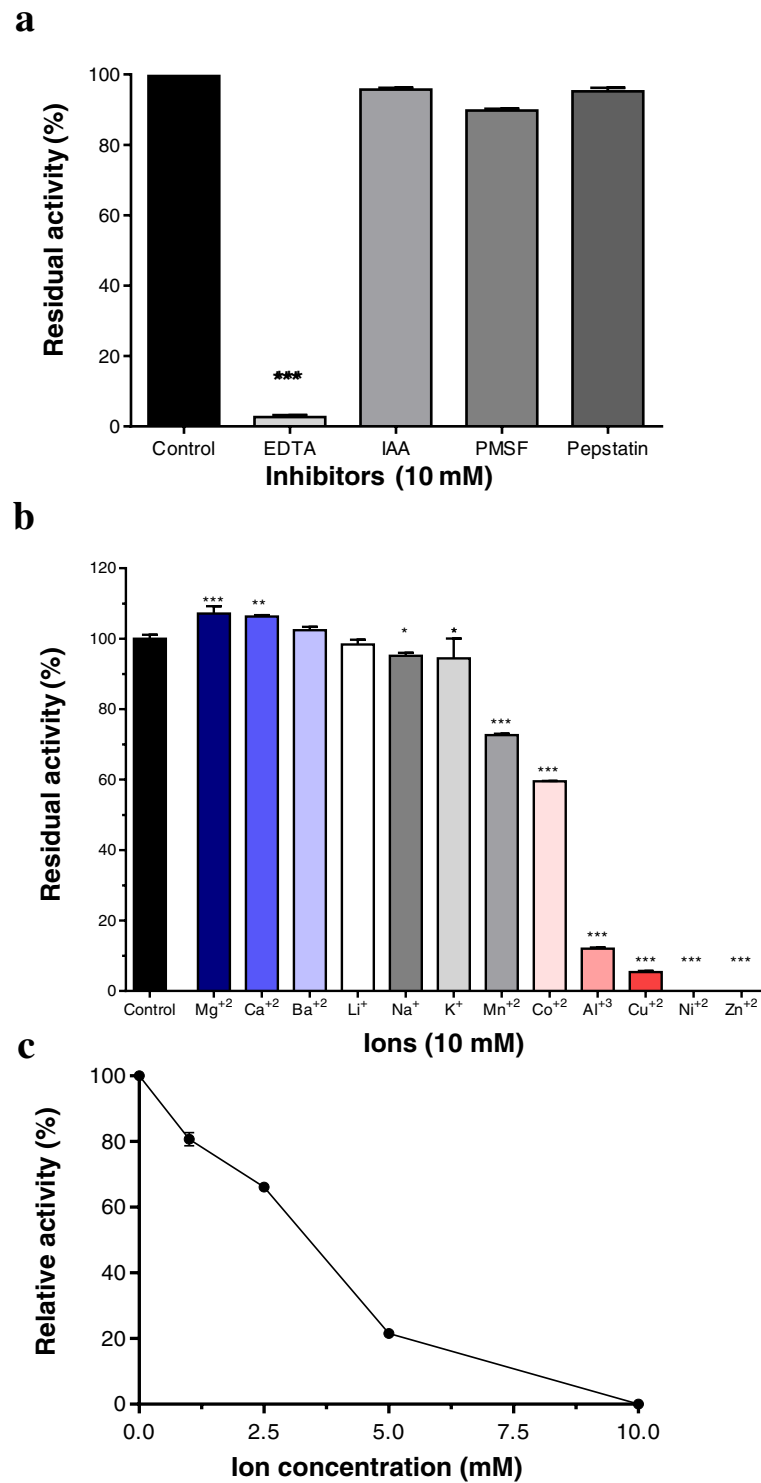 a
Residual activity (%)
100
80
60
40
20
0
***
Control EDTA IAA PMSF Pepstatin
Inhibitors (10 mM)
b
Residual activity (%)
120
100
80
60
40
20
0
*** ** * * *** *** *** *** *** ***
Control Mg⁺² Ca⁺² Ba⁺² Li⁺ Na⁺ K⁺ Mn⁺² Co⁺² Al⁺³ Cu⁺² Ni⁺² Zn⁺²
Ions (10 mM)
c
Relative activity (%)
100
80
60
40
20
0
0.0 2.5 5.0 7.5 10.0
Ion concentration (mM)